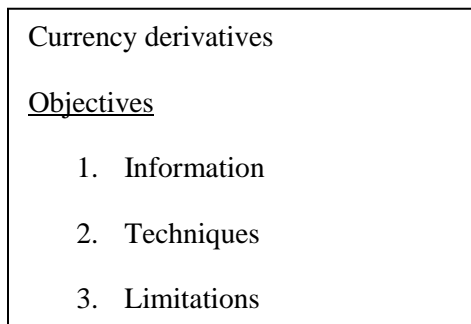 Currency derivatives
Objectives
1. Information
2. Techniques
3. Limitations